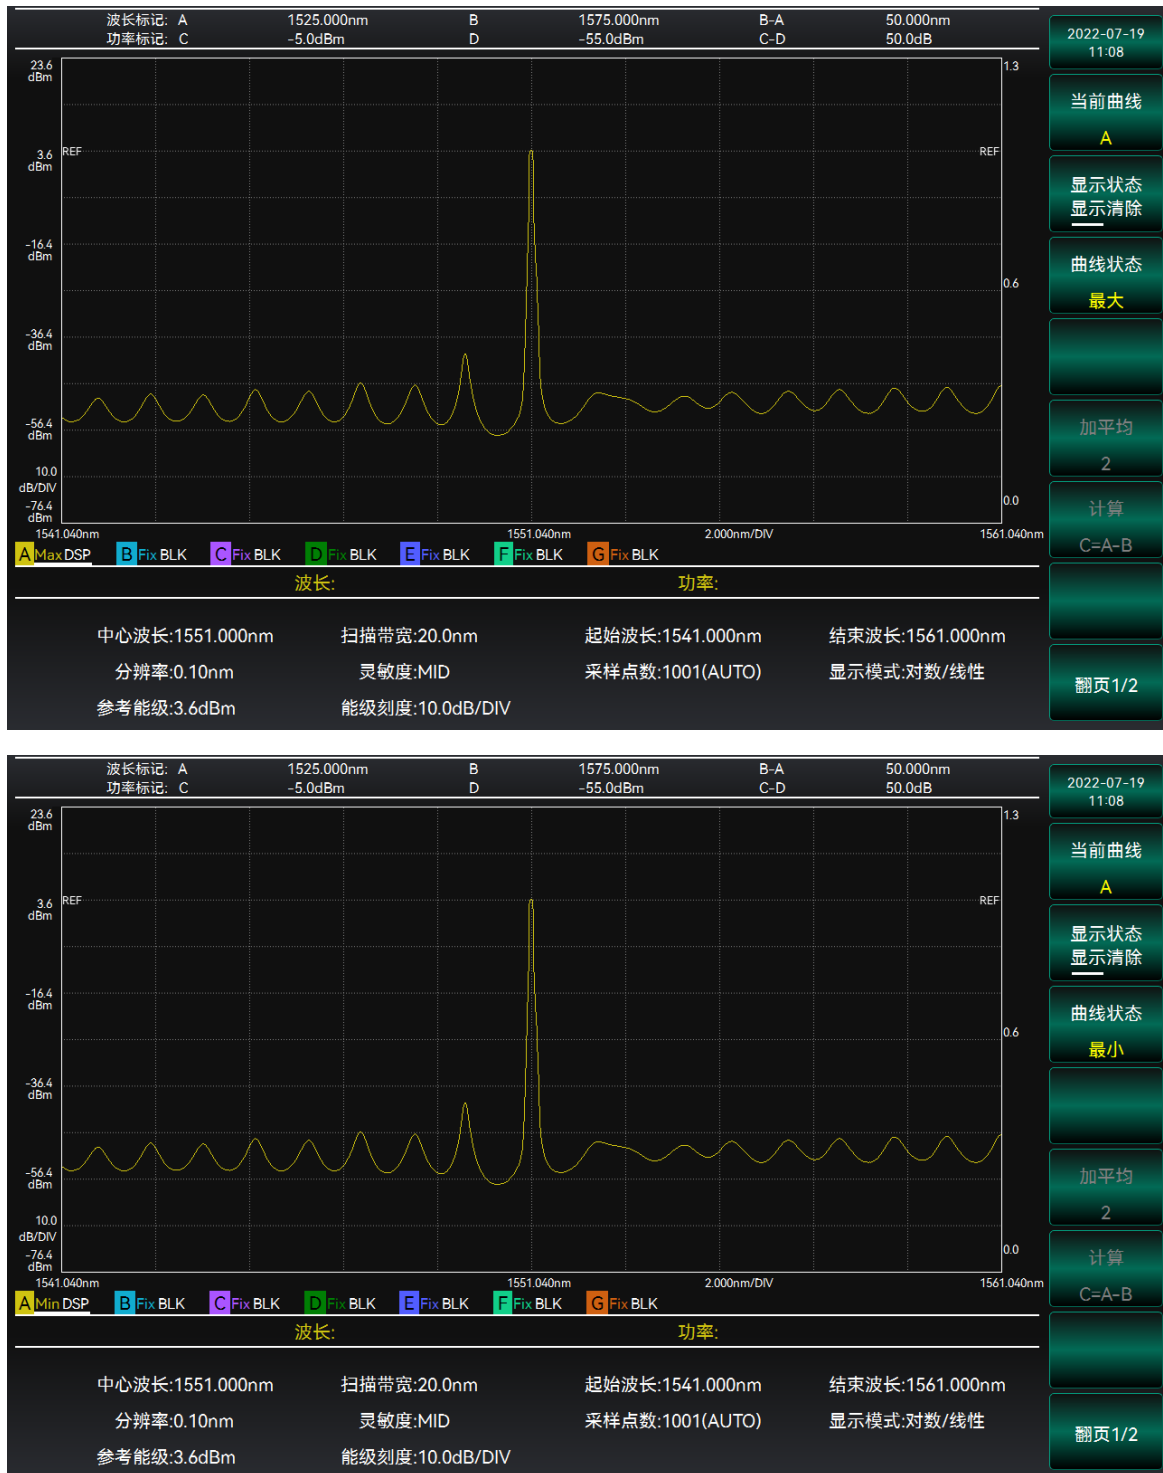 波长标记: A 1525.000nm B 1575.000nm B-A 50.000nm
功率标记: C -5.0dBm D -55.0dBm C-D 50.0dB
2022-07-19
11:08
23.6
dBm
1.3
当前曲线
A
3.6
dBm
REF
REF
显示状态
显示清除
-16.4
dBm
曲线状态
最大
0.6
-36.4
dBm
-56.4
dBm
加平均
2
10.0
dB/DIV
-76.4
dBm
0.0
计算
C=A-B
1541.040nm 1551.040nm 2.000nm/DIV 1561.040nm
A Max DSP B Fix BLK C Fix BLK D Fix BLK E Fix BLK F Fix BLK G Fix BLK
波长: 功率:
中心波长:1551.000nm 扫描带宽:20.0nm 起始波长:1541.000nm 结束波长:1561.000nm
分辨率:0.10nm 灵敏度:MID 采样点数:1001(AUTO) 显示模式:对数/线性
参考能级:3.6dBm 能级刻度:10.0dB/DIV
翻页1/2
波长标记: A 1525.000nm B 1575.000nm B-A 50.000nm
功率标记: C -5.0dBm D -55.0dBm C-D 50.0dB
2022-07-19
11:08
23.6
dBm
1.3
当前曲线
A
3.6
dBm
REF
REF
显示状态
显示清除
-16.4
dBm
曲线状态
最小
0.6
-36.4
dBm
-56.4
dBm
加平均
2
10.0
dB/DIV
-76.4
dBm
0.0
计算
C=A-B
1541.040nm 1551.040nm 2.000nm/DIV 1561.040nm
A Min DSP B Fix BLK C Fix BLK D Fix BLK E Fix BLK F Fix BLK G Fix BLK
波长: 功率:
中心波长:1551.000nm 扫描带宽:20.0nm 起始波长:1541.000nm 结束波长:1561.000nm
分辨率:0.10nm 灵敏度:MID 采样点数:1001(AUTO) 显示模式:对数/线性
参考能级:3.6dBm 能级刻度:10.0dB/DIV
翻页1/2